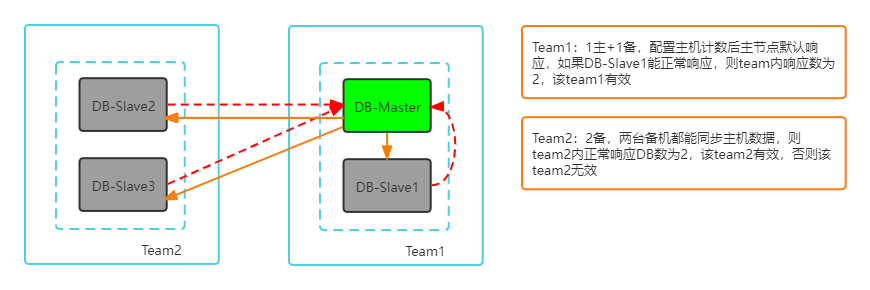 DB-Slave2
DB-Slave3
Team2
DB-Master
DB-Slave1
Team1
Team1：1主+1备，配置主机计数后主节点默认响
应，如果DB-Slave1能正常响应，则team内响应数为
2，该team1有效
Team2：2备，两台备机都能同步主机数据，则
team2内正常响应DB数为2，该team2有效，否则该
team2无效